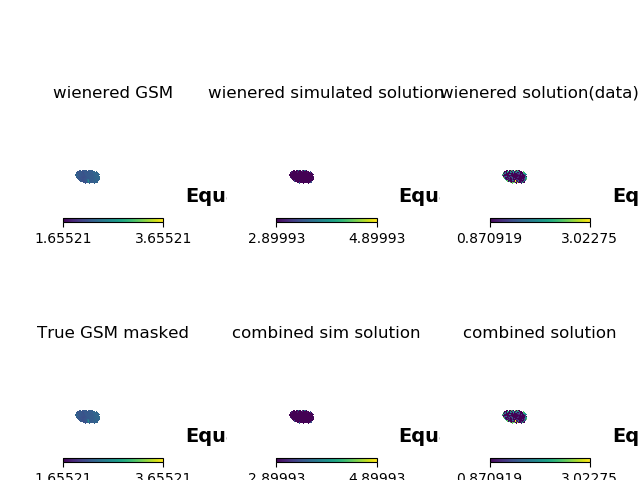 wienered GSM wienered simulated solution wienered solution(data)
Equ Equ Eq
1.65521 3.65521 2.89993 4.89993 0.870919 3.02275
True GSM masked combined sim solution combined solution
Equ Equ Eq
1.65521 3.65521 2.89993 4.89993 0.870919 3.02275